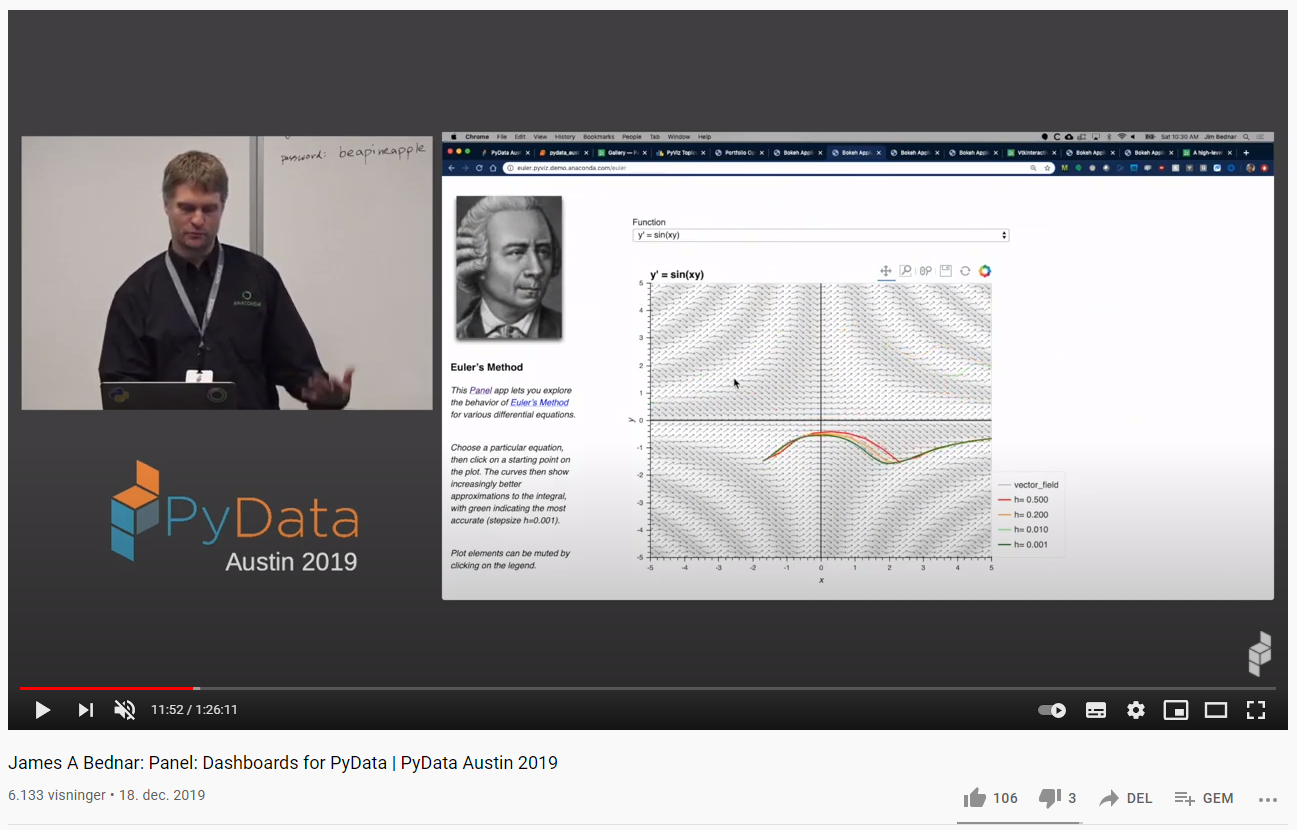 password: beapineapple
ANACONDA
PyData
Austin 2019
Chrome File Edit View History Bookmarks People Tab Window Help
Sat 10:30 AM Jim Bednar
PyData Aus
pydata_aust
Gallery — P
PyViz Topic
Portfolio Op
Bokeh Appli
Bokeh Appli
Bokeh Appli
Bokeh Appli
VtkInteracti
Bokeh Appli
Bokeh Appli
A high-leve
euler.pyviz.demo.anaconda.com/euler
Function
y' = sin(xy)
Euler's Method
This Panel app lets you explore
the behavior of Euler's Method
for various differential equations.
Choose a particular equation,
then click on a starting point on
the plot. The curves then show
increasingly better
approximations to the integral,
with green indicating the most
accurate (stepsize h=0.001).
Plot elements can be muted by
clicking on the legend.
y' = sin(xy)
5
4
3
2
1
0
-1
-2
-3
-4
-5
y
-5 -4 -3 -2 -1 0 1 2 3 4 5
x
vector_field
h= 0.500
h= 0.200
h= 0.010
h= 0.001
11:52 / 1:26:11
James A Bednar: Panel: Dashboards for PyData | PyData Austin 2019
6.133 visninger • 18. dec. 2019
106 3 DEL GEM